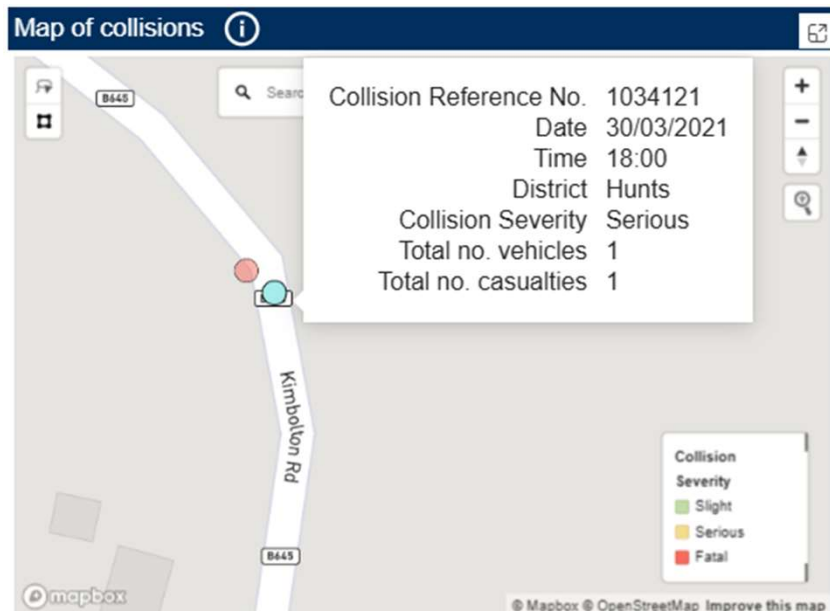 Map of collisions
B645
Searc
Collision Reference No. 1034121
Date 30/03/2021
Time 18:00
District Hunts
Collision Severity Serious
Total no. vehicles 1
Total no. casualties 1
Kimbolton Rd
B645
Collision
Severity
Slight
Serious
Fatal
mapbox
© Mapbox © OpenStreetMap Improve this map